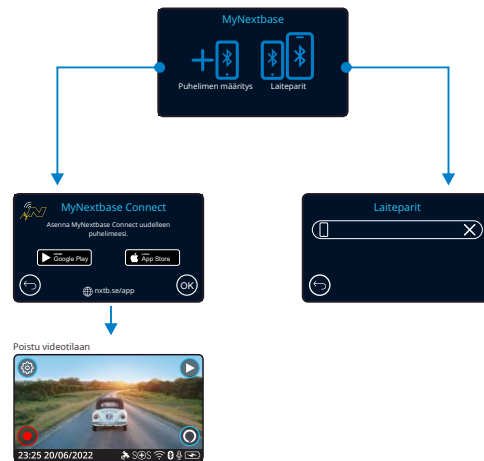 MyNextbase
Puhelimen määritys
Laiteparit
MyNextbase Connect
Asenna MyNextbase Connect uudelleen
puhelimeesi.
Google Play
App Store
nxtb.se/app
OK
Laiteparit
Poistu videotilaan
23:25 20/06/2022
SOS